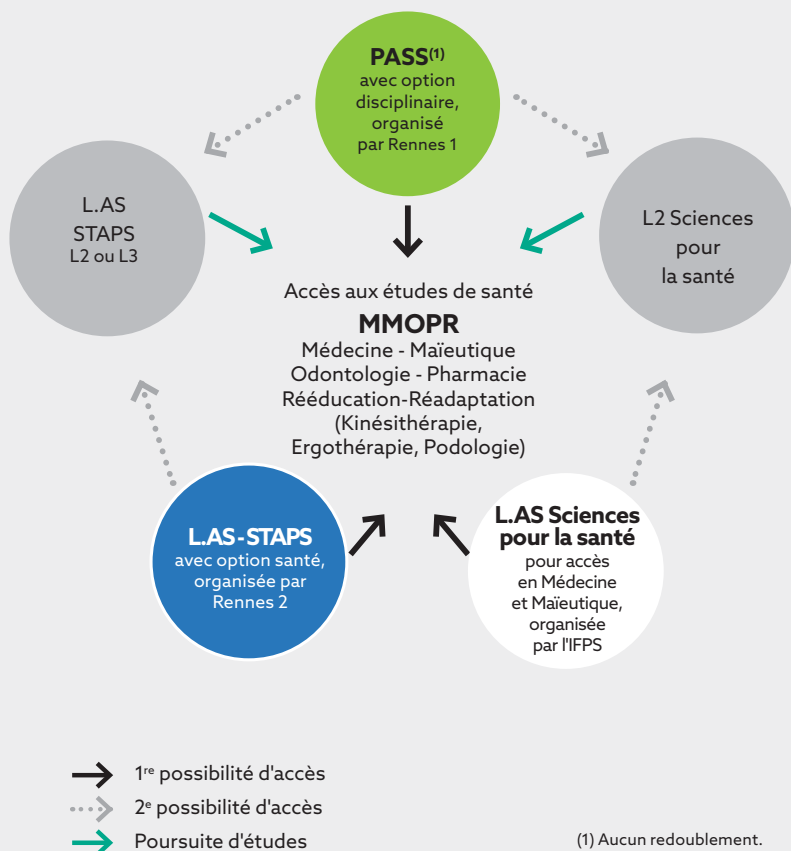 PASS(1)
avec option
disciplinaire,
organisé
par Rennes 1
L.AS
STAPS
L2 ou L3
L2 Sciences
pour
la santé
Accès aux études de santé
MMOPR
Médecine - Maïeutique
Odontologie - Pharmacie
Rééducation-Réadaptation
(Kinésithérapie,
Ergothérapie, Podologie)
L.AS-STAPS
avec option santé,
organisée par
Rennes 2
L.AS Sciences
pour la santé
pour accès
en Médecine
et Maïeutique,
organisée
par l'IFPS
1re possibilité d'accès
2e possibilité d'accès
Poursuite d'études
(1) Aucun redoublement.